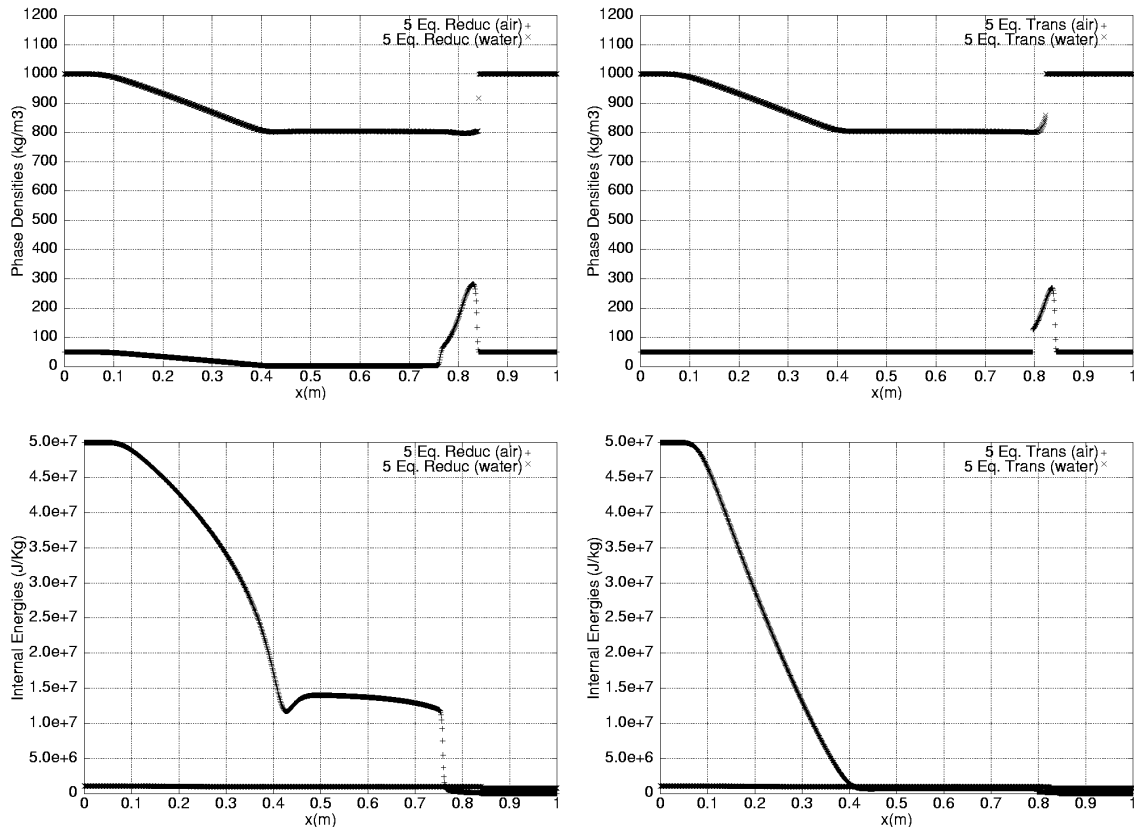 1200
1100
1000
900
800
700
600
500
400
300
200
100
0
Phase Densities (kg/m3)
5 Eq. Reduc (air) +
5 Eq. Reduc (water) ×
0 0.1 0.2 0.3 0.4 0.5 0.6 0.7 0.8 0.9 1
x(m)
1200
1100
1000
900
800
700
600
500
400
300
200
100
0
Phase Densities (kg/m3)
5 Eq. Trans (air) +
5 Eq. Trans (water) ×
0 0.1 0.2 0.3 0.4 0.5 0.6 0.7 0.8 0.9 1
x(m)
5.0e+7
4.5e+7
4.0e+7
3.5e+7
3.0e+7
2.5e+7
2.0e+7
1.5e+7
1.0e+7
5.0e+6
0
Internal Energies (J/Kg)
5 Eq. Reduc (air) +
5 Eq. Reduc (water) ×
0 0.1 0.2 0.3 0.4 0.5 0.6 0.7 0.8 0.9 1
x(m)
5.0e+7
4.5e+7
4.0e+7
3.5e+7
3.0e+7
2.5e+7
2.0e+7
1.5e+7
1.0e+7
5.0e+6
0
Internal Energies (J/Kg)
5 Eq. Trans (air) +
5 Eq. Trans (water) ×
0 0.1 0.2 0.3 0.4 0.5 0.6 0.7 0.8 0.9 1
x(m)